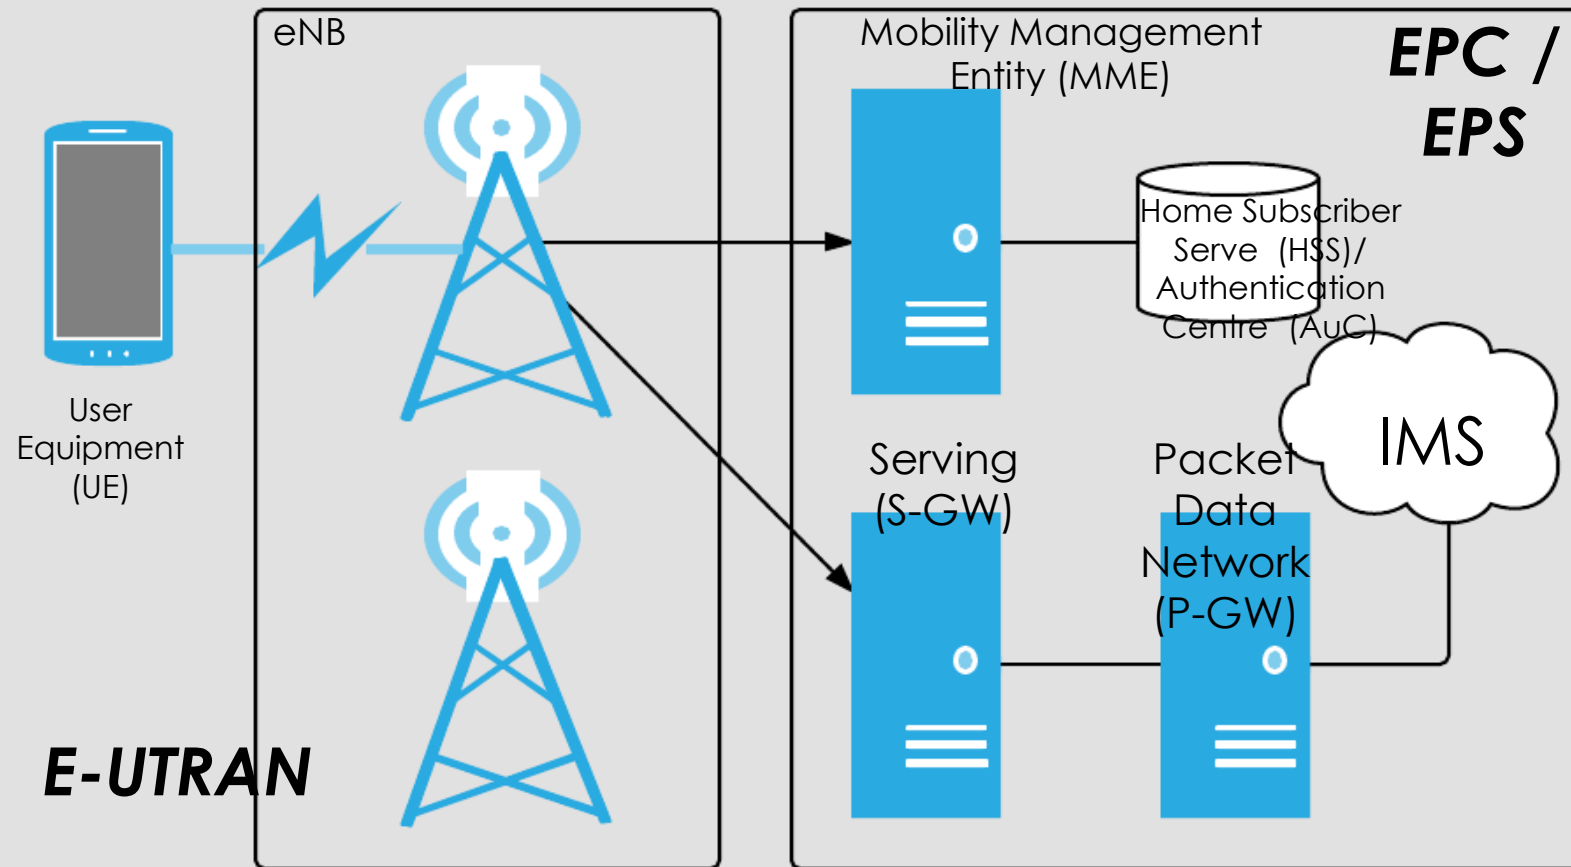 eNB
Mobility Management
Entity (MME)
EPC /
EPS
Home Subscriber
Serve (HSS)/
Authentication
Centre (AuC)
User
Equipment
(UE)
IMS
Serving
(S-GW)
Packet
Data
Network
(P-GW)
E-UTRAN